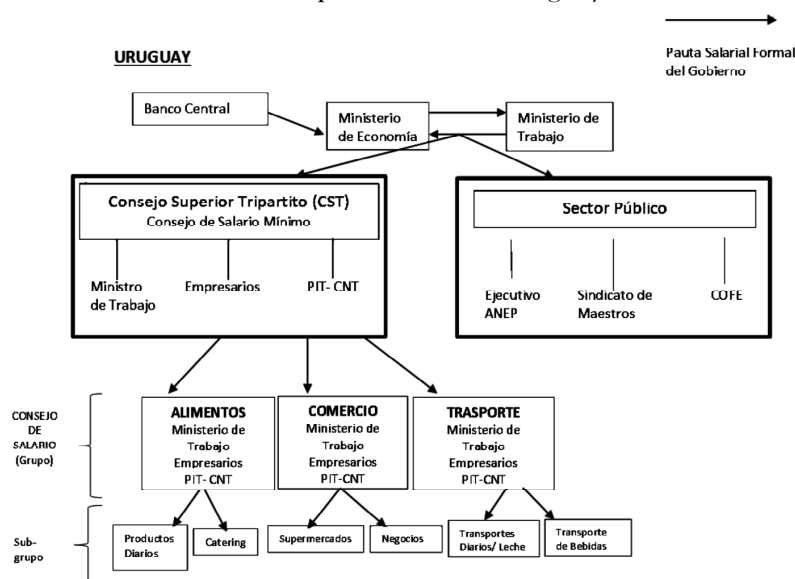 Pauta Salarial Formal
del Gobierno
URUGUAY
Banco Central
Ministerio
de Economía
Ministerio de
Trabajo
Consejo Superior Tripartito (CST)
Consejo de Salario Mínimo
Ministro
de Trabajo
Empresarios
PIT- CNT
Sector Público
Ejecutivo
ANEP
Sindicato de
Maestros
COFE
CONSEJO
DE
SALARIO
(Grupo)
ALIMENTOS
Ministerio de
Trabajo
Empresarios
PIT- CNT
COMERCIO
Ministerio de
Trabajo
Empresarios
PIT-CNT
TRASPORTE
Ministerio de
Trabajo
Empresarios
PIT-CNT
Sub-
grupo
Productos
Diarios
Catering
Supermercados
Negocios
Transportes
Diarios/ Leche
Transporte
de Bebidas